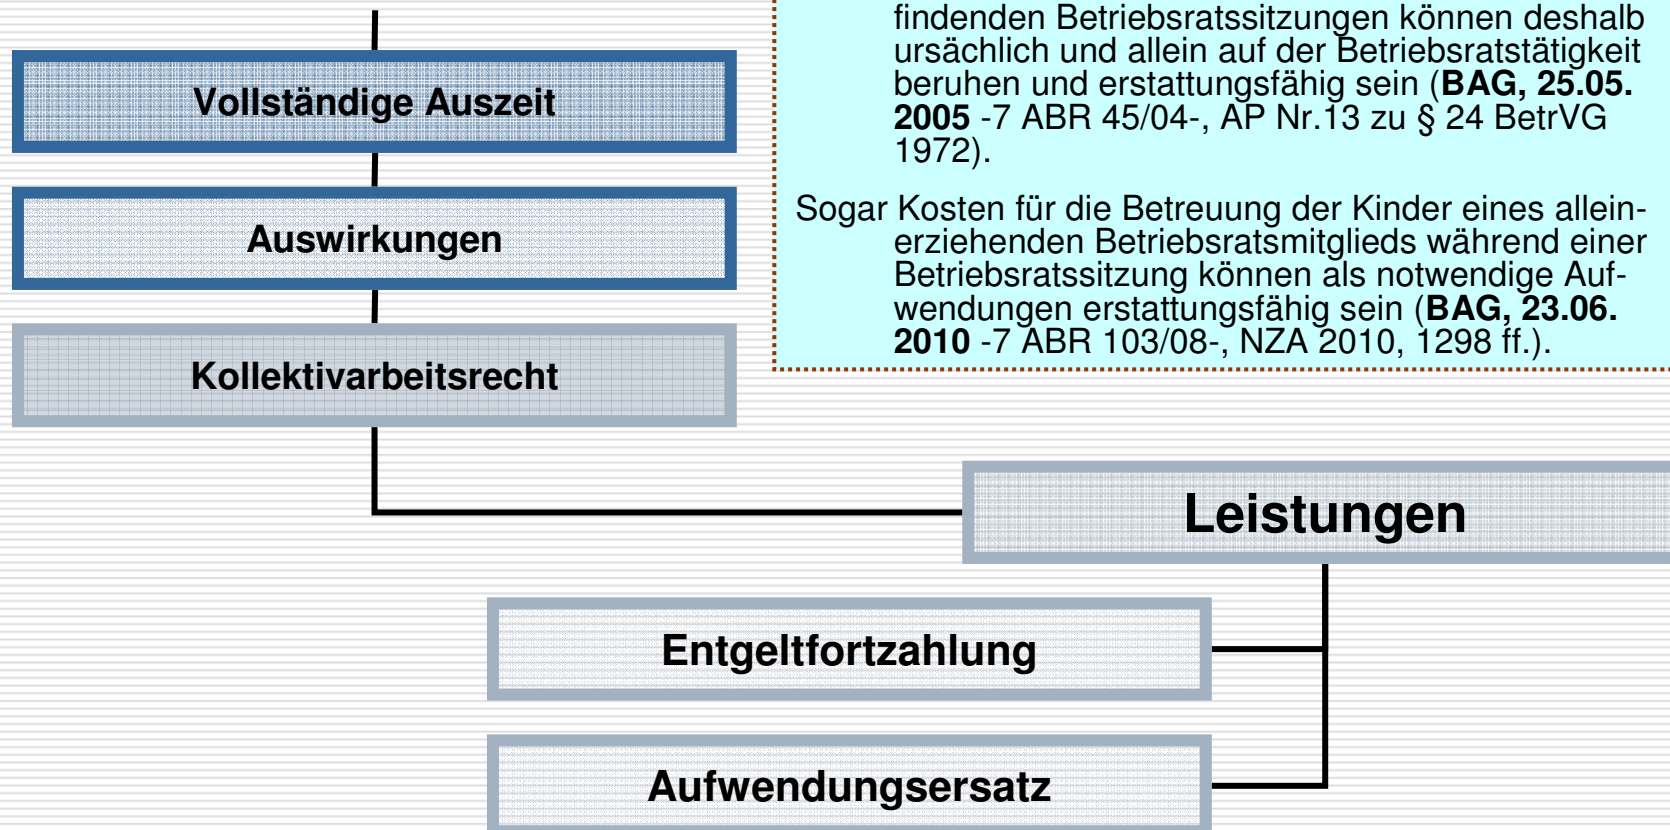 findenden Betriebsratssitzungen können deshalb
ursächlich und allein auf der Betriebsratstätigkeit
beruhen und erstattungsfähig sein (BAG, 25.05.
2005 -7 ABR 45/04-, AP Nr.13 zu § 24 BetrVG
1972).
Sogar Kosten für die Betreuung der Kinder eines allein-
erziehenden Betriebsratsmitglieds während einer
Betriebsratssitzung können als notwendige Auf-
wendungen erstattungsfähig sein (BAG, 23.06.
2010 -7 ABR 103/08-, NZA 2010, 1298 ff.).
Vollständige Auszeit
Auswirkungen
Kollektivarbeitsrecht
Leistungen
Entgeltfortzahlung
Aufwendungsersatz